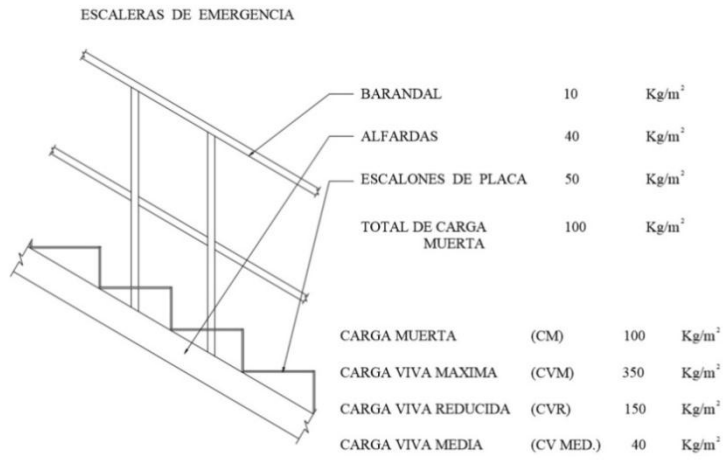 ESCALERAS DE EMERGENCIA
BARANDAL 10 Kg/m²
ALFARDAS 40 Kg/m²
ESCALONES DE PLACA 50 Kg/m²
TOTAL DE CARGA 100 Kg/m²
MUERTA
CARGA MUERTA (CM) 100 Kg/m²
CARGA VIVA MAXIMA (CVM) 350 Kg/m²
CARGA VIVA REDUCIDA (CVR) 150 Kg/m²
CARGA VIVA MEDIA (CV MED.) 40 Kg/m²